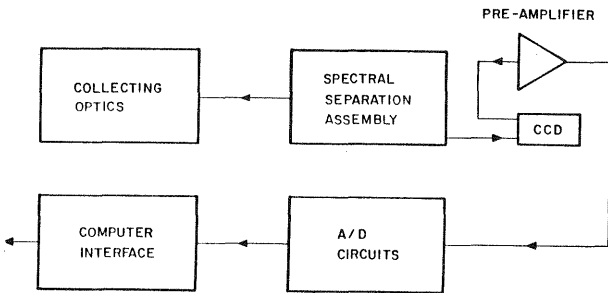 PRE-AMPLIFIER
COLLECTING
OPTICS
SPECTRAL
SEPARATION
ASSEMBLY
CCD
COMPUTER
INTERFACE
A/D
CIRCUITS